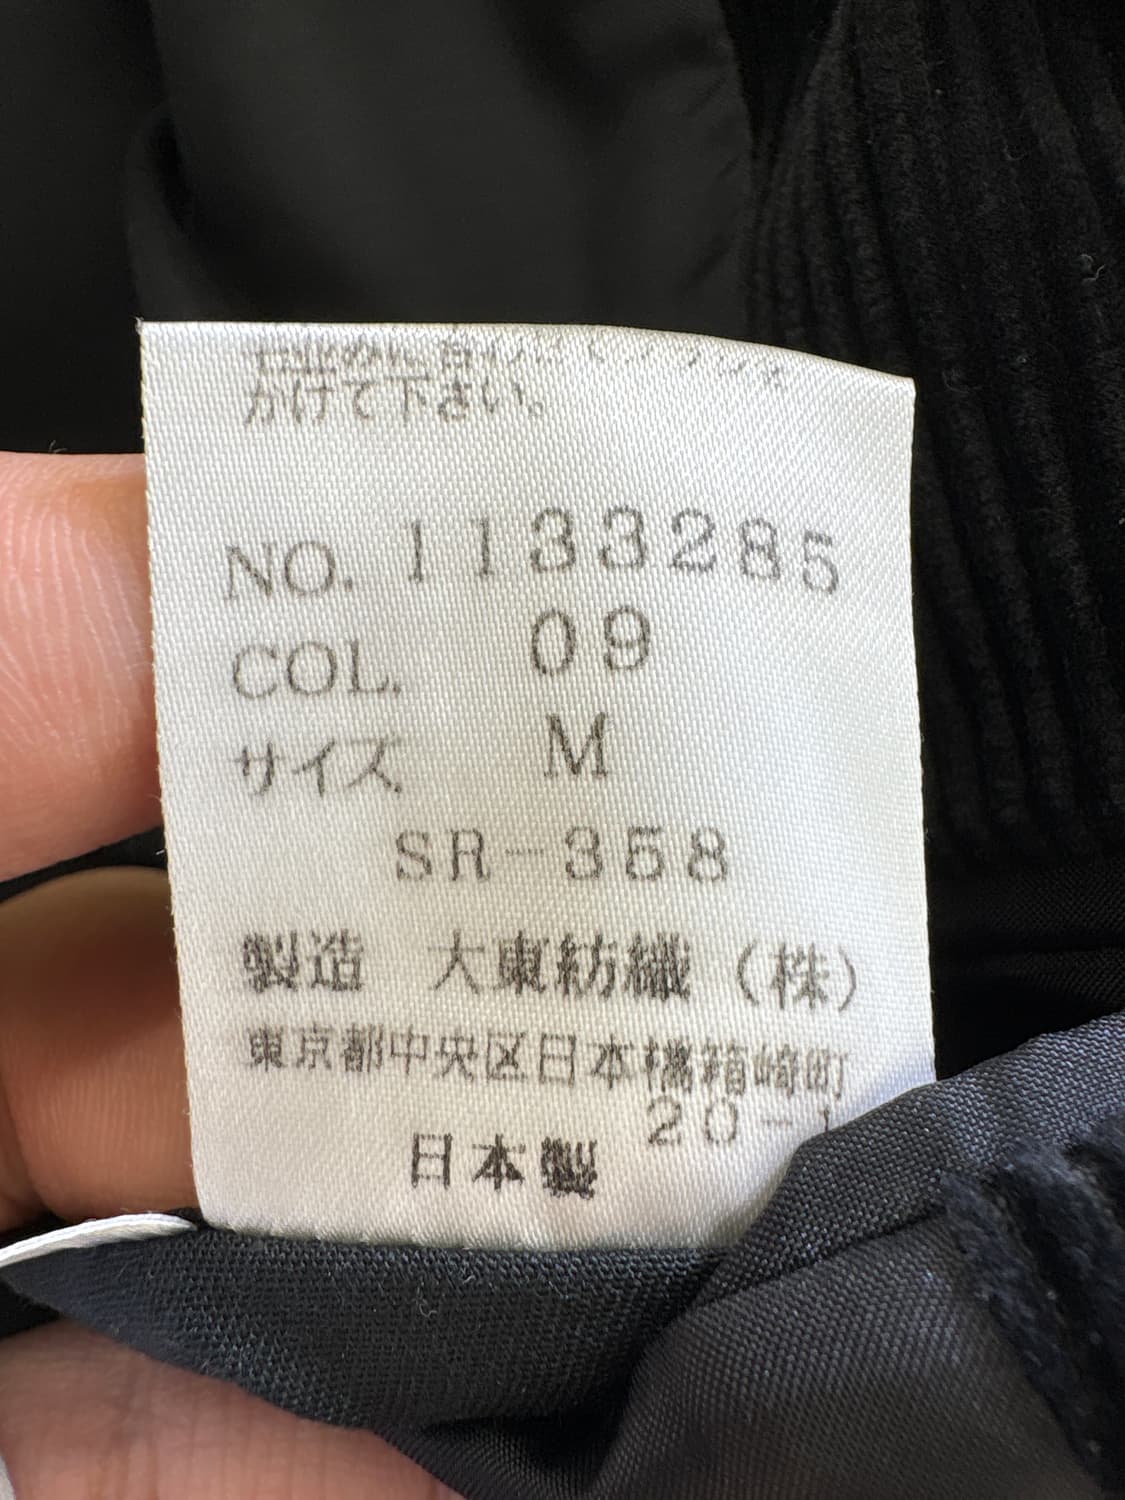 かけて下さい。
NO. 1133285
COL. 09
サイズ M
SR-358
製造 大東紡織(株)
東京都中央区日本橋箱崎町
20-1
日本製